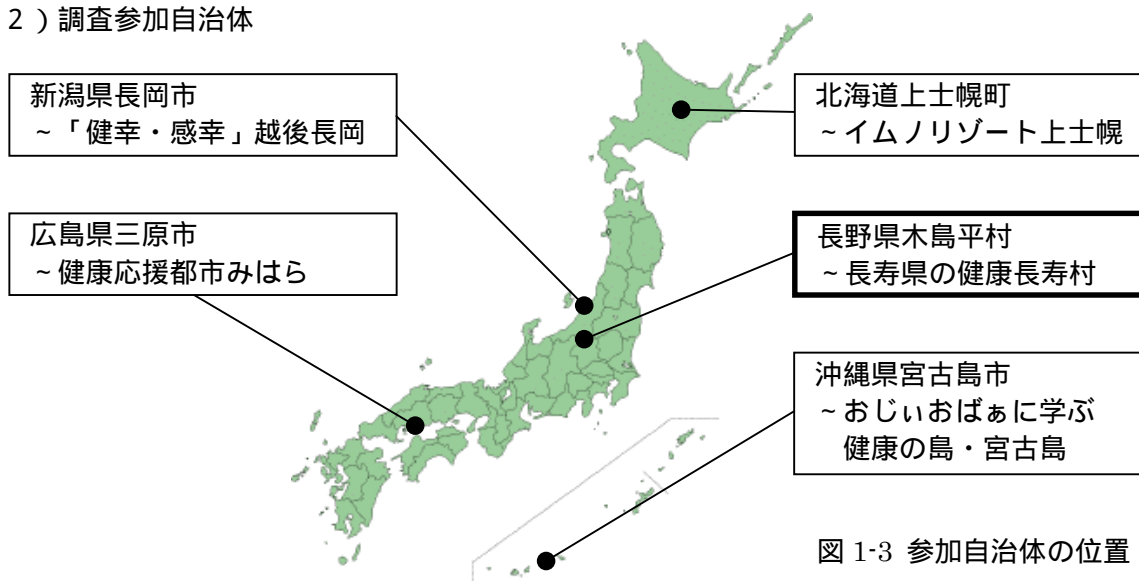 2）調査参加自治体
新潟県長岡市
~「健幸・感幸」越後長岡
北海道上士幌町
~イムノリゾート上士幌
広島県三原市
~健康応援都市みはら
長野県木島平村
~長寿県の健康長寿村
沖縄県宮古島市
~おじぃおばぁに学ぶ
健康の島・宮古島
図 1-3 参加自治体の位置